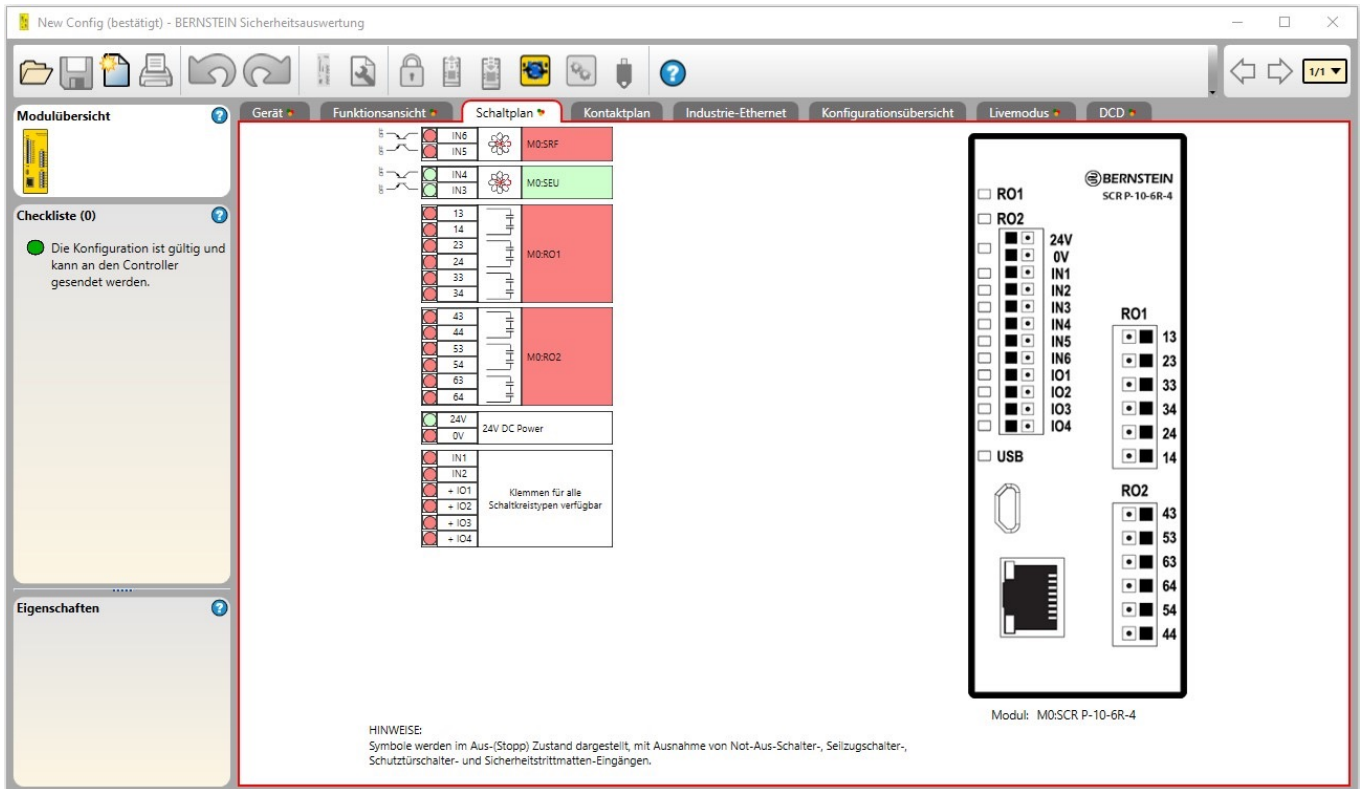 New Config (bestätigt) - BERNSTEIN Sicherheitsauswertung
1/1
Modulübersicht
Checkliste (0)
Die Konfiguration ist gültig und
kann an den Controller
gesendet werden.
Eigenschaften
Gerät
Funktionsansicht
Schaltplan
Kontaktplan
Industrie-Ethernet
Konfigurationsübersicht
Livemodus
DCD
IN6
IN5
M0:SRF
IN4
IN3
M0:SEU
13
14
23
24
33
34
M0:RO1
43
44
53
54
63
64
M0:RO2
24V
0V
24V DC Power
IN1
IN2
+ IO1
+ IO2
+ IO3
+ IO4
Klemmen für alle
Schaltkreistypen verfügbar
HINWEISE:
Symbole werden im Aus-(Stopp) Zustand dargestellt, mit Ausnahme von Not-Aus-Schalter-, Seilzugschalter-,
Schutztürschalter- und Sicherheitstrittmatten-Eingängen.
BERNSTEIN
SCR P-10-6R-4
RO1
RO2
24V
0V
IN1
IN2
IN3
IN4
IN5
IN6
IO1
IO2
IO3
IO4
USB
RO1
13
23
33
34
24
14
RO2
43
53
63
64
54
44
Modul: M0:SCR P-10-6R-4